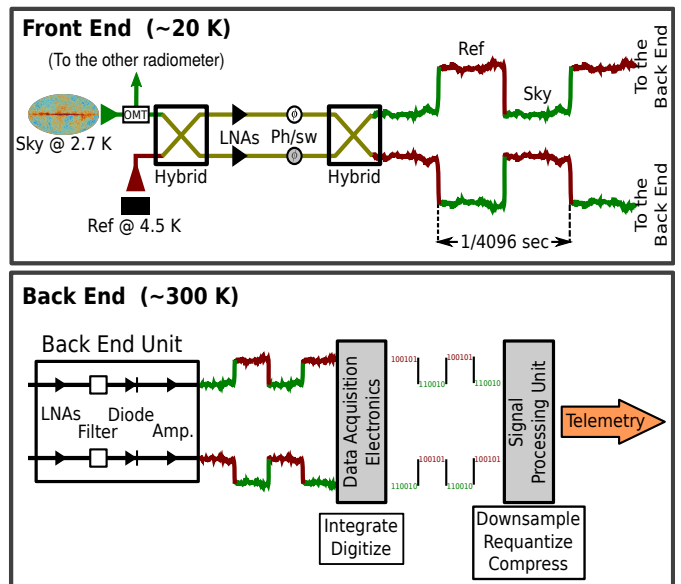 Front End (~20 K)
(To the other radiometer)
OMT
Sky @ 2.7 K
Ref @ 4.5 K
Hybrid
LNAs
Ph/sw
ϕ
ϕ
Hybrid
Ref
Sky
To the
Back End
To the
Back End
1/4096 sec
Back End (~300 K)
Back End Unit
LNAs
Filter
Diode
Amp.
Data Acquisition
Electronics
100101
110010
100101
110010
110010
100101
110010
100101
Signal
Processing Unit
Telemetry
Integrate
Digitize
Downsample
Requantize
Compress